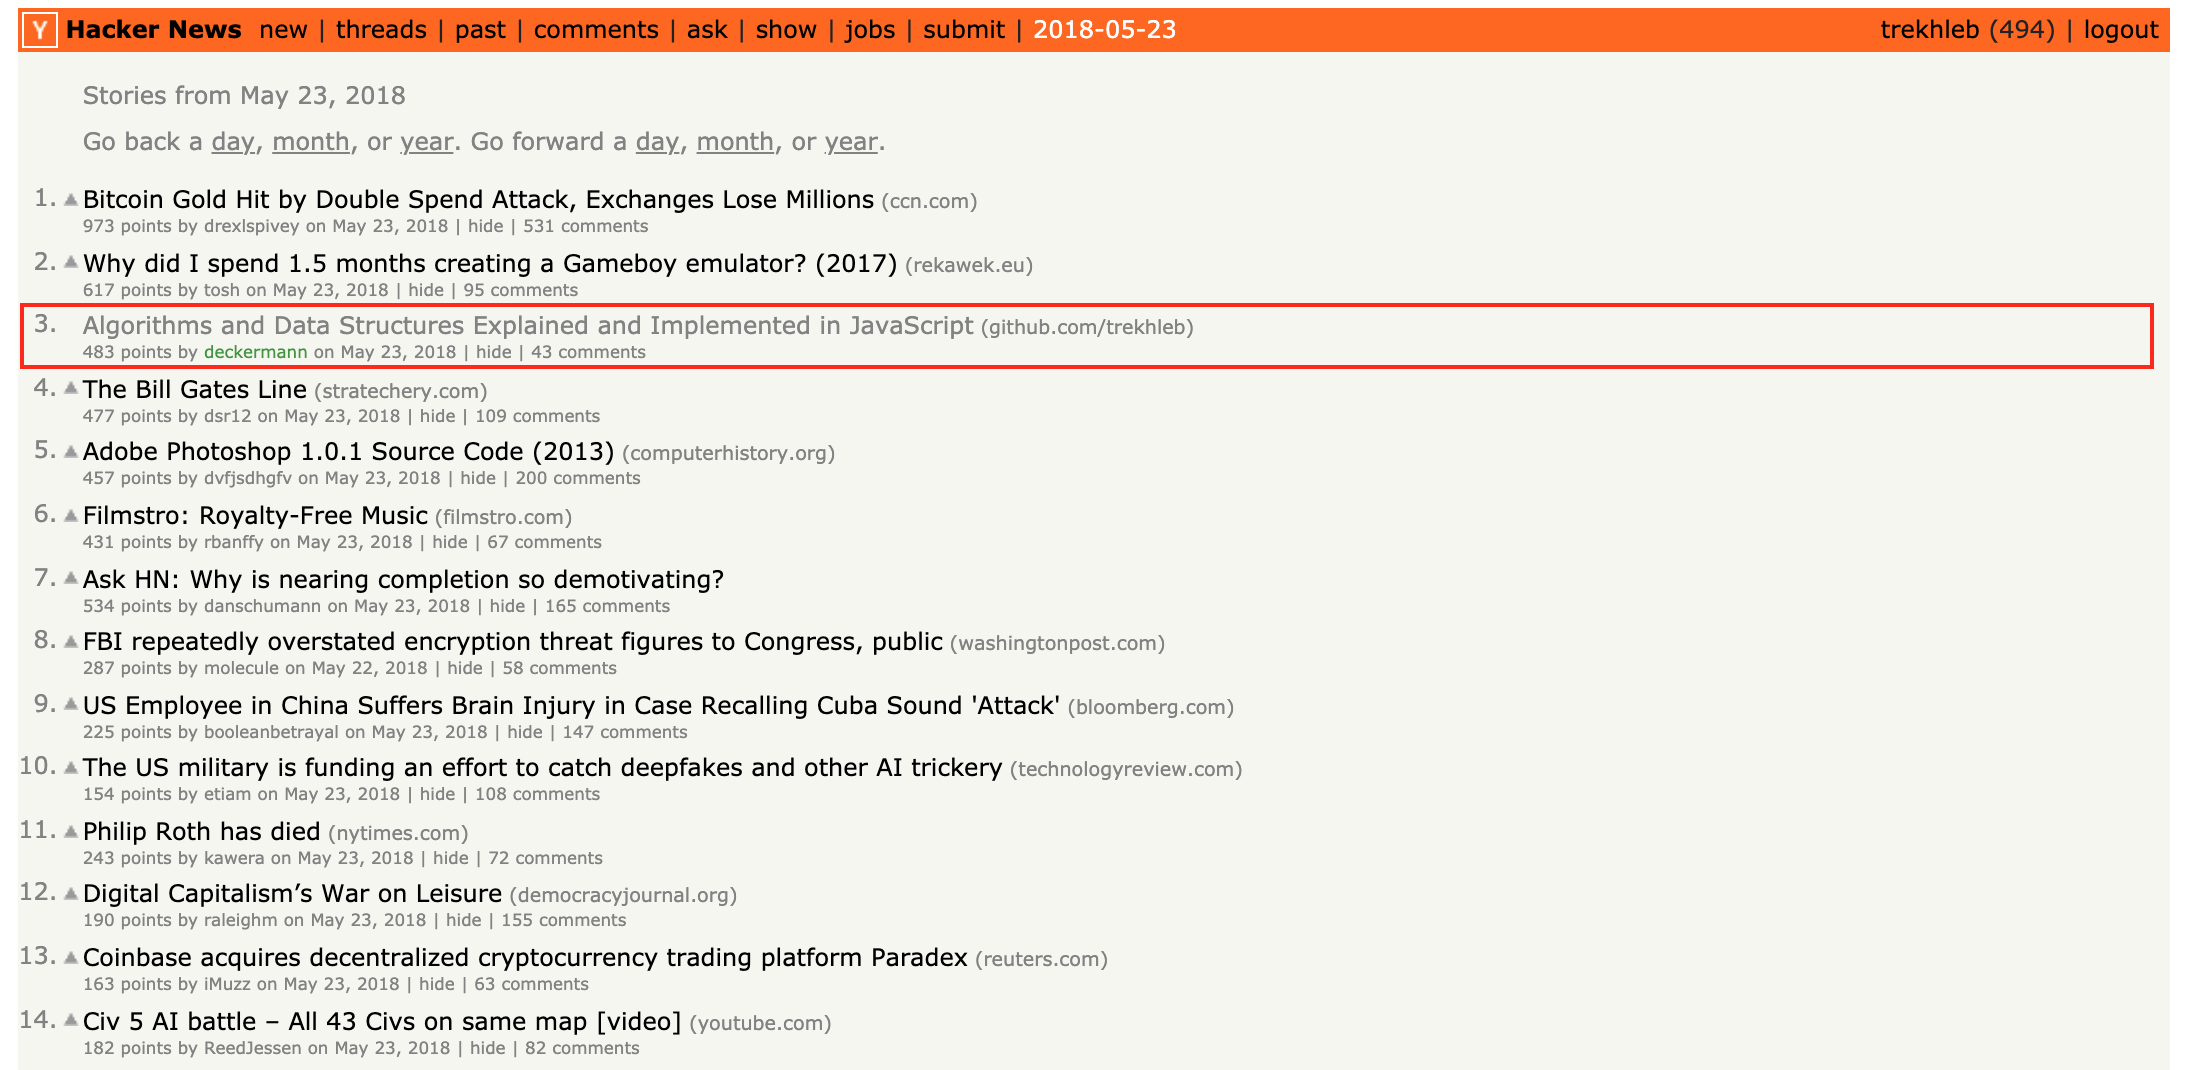 Y Hacker News new | threads | past | comments | ask | show | jobs | submit | 2018-05-23 trekhleb (494) | logout
Stories from May 23, 2018
Go back a day, month, or year. Go forward a day, month, or year.
1. Bitcoin Gold Hit by Double Spend Attack, Exchanges Lose Millions (ccn.com)
973 points by drexlspivey on May 23, 2018 | hide | 531 comments
2. Why did I spend 1.5 months creating a Gameboy emulator? (2017) (rekawek.eu)
617 points by tosh on May 23, 2018 | hide | 95 comments
3. Algorithms and Data Structures Explained and Implemented in JavaScript (github.com/trekhleb)
483 points by deckermann on May 23, 2018 | hide | 43 comments
4. The Bill Gates Line (stratechery.com)
477 points by dsr12 on May 23, 2018 | hide | 109 comments
5. Adobe Photoshop 1.0.1 Source Code (2013) (computerhistory.org)
457 points by dvfjsdhgfv on May 23, 2018 | hide | 200 comments
6. Filmstro: Royalty-Free Music (filmstro.com)
431 points by rbanffy on May 23, 2018 | hide | 67 comments
7. Ask HN: Why is nearing completion so demotivating?
534 points by danschumann on May 23, 2018 | hide | 165 comments
8. FBI repeatedly overstated encryption threat figures to Congress, public (washingtonpost.com)
287 points by molecule on May 22, 2018 | hide | 58 comments
9. US Employee in China Suffers Brain Injury in Case Recalling Cuba Sound 'Attack' (bloomberg.com)
225 points by booleanbetrayal on May 23, 2018 | hide | 147 comments
10. The US military is funding an effort to catch deepfakes and other AI trickery (technologyreview.com)
154 points by etiam on May 23, 2018 | hide | 108 comments
11. Philip Roth has died (nytimes.com)
243 points by kawera on May 23, 2018 | hide | 72 comments
12. Digital Capitalism’s War on Leisure (democracyjournal.org)
190 points by raleighm on May 23, 2018 | hide | 155 comments
13. Coinbase acquires decentralized cryptocurrency trading platform Paradex (reuters.com)
163 points by iMuzz on May 23, 2018 | hide | 63 comments
14. Civ 5 AI battle – All 43 Civs on same map [video] (youtube.com)
182 points by ReedJessen on May 23, 2018 | hide | 82 comments